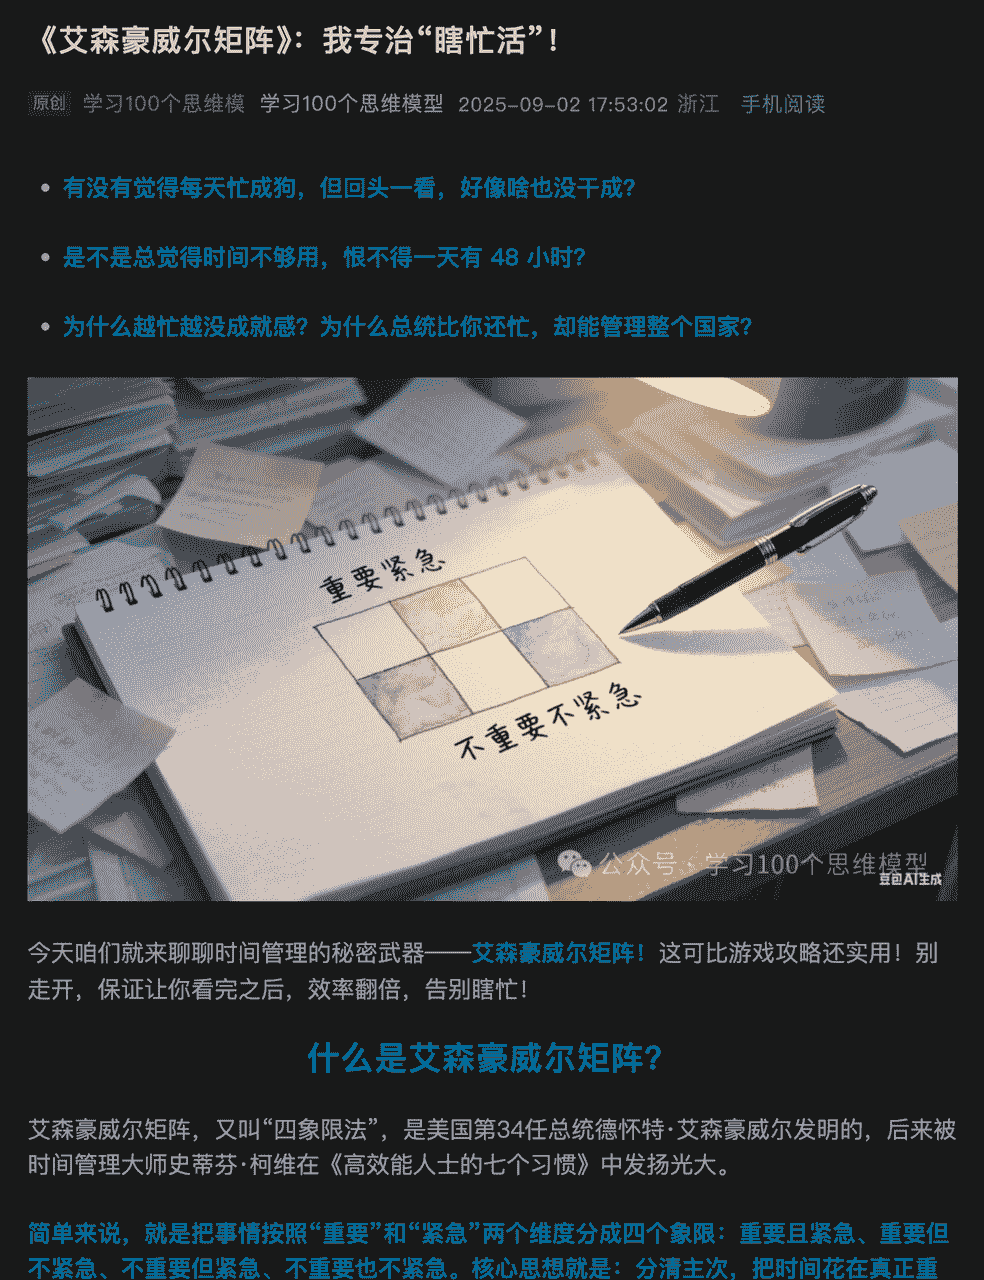 《艾森豪威尔矩阵》：我专治“瞎忙活”！
原创 学习100个思维模 学习100个思维模型 2025-09-02 17:53:02 浙江 手机阅读
有没有觉得每天忙成狗，但回头一看，好像啥也没干成？
是不是总觉得时间不够用，恨不得一天有 48 小时？
为什么越忙越没成就感？为什么总统比你还忙，却能管理整个国家？
重要紧急
不重要不紧急
公众号 · 学习100个思维模型
豆包AI生成
今天咱们就来聊聊时间管理的秘密武器——艾森豪威尔矩阵！这可比游戏攻略还实用！别
走开，保证让你看完之后，效率翻倍，告别瞎忙！
什么是艾森豪威尔矩阵？
艾森豪威尔矩阵，又叫“四象限法”，是美国第34任总统德怀特·艾森豪威尔发明的，后来被
时间管理大师史蒂芬·柯维在《高效能人士的七个习惯》中发扬光大。
简单来说，就是把事情按照“重要”和“紧急”两个维度分成四个象限：重要且紧急、重要但
不紧急、不重要但紧急、不重要也不紧急。核心思想就是：分清主次，把时间花在真正重